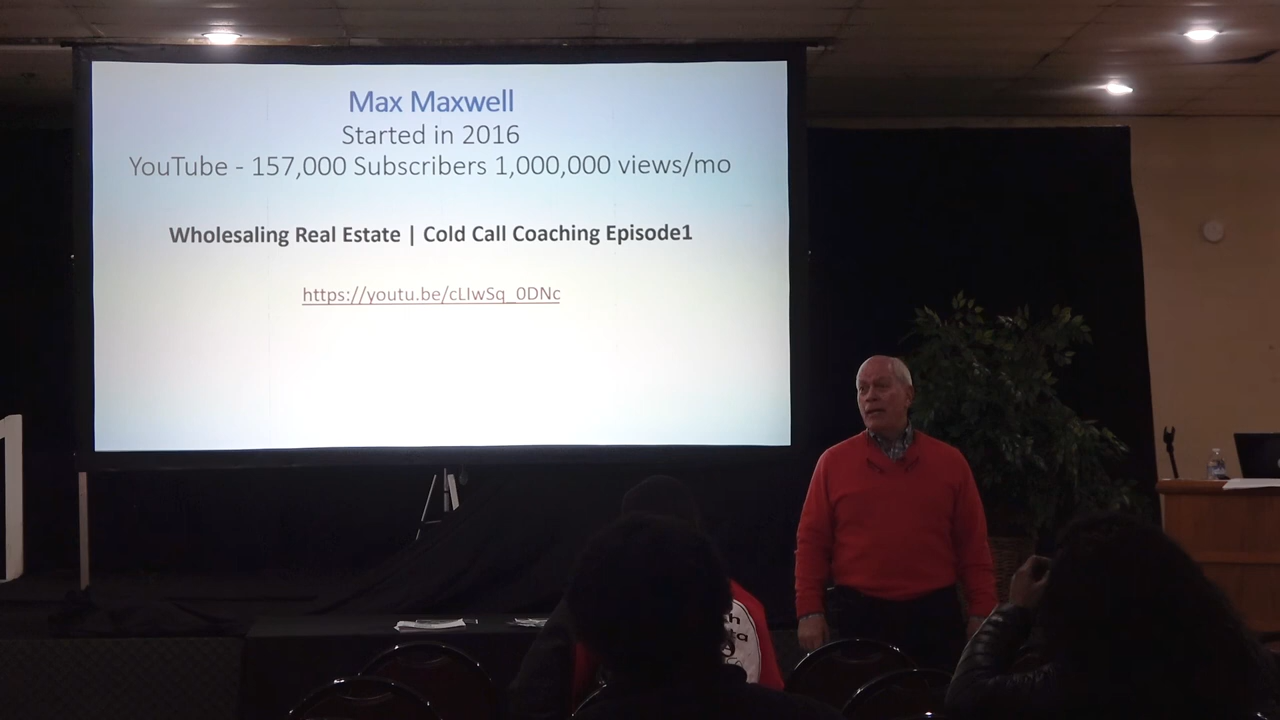 Max Maxwell
Started in 2016
YouTube - 157,000 Subscribers 1,000,000 views/mo
Wholesaling Real Estate | Cold Call Coaching Episode1
https://youtu.be/cLIwSq_0DNc